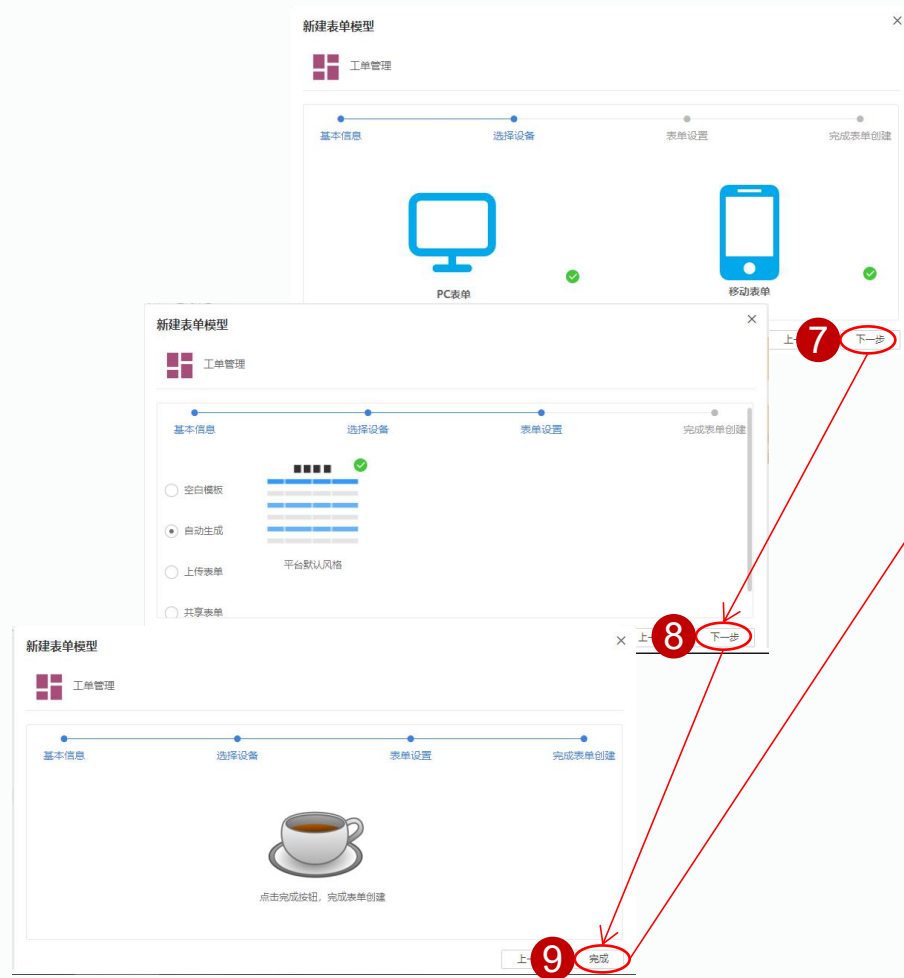 新建表单模型
工单管理
基本信息 选择设备 表单设置 完成表单创建
PC表单 移动表单
上一 7 下一步
新建表单模型
工单管理
基本信息 选择设备 表单设置 完成表单创建
空白模板
自动生成
平台默认风格
上传表单
共享表单
上一 8 下一步
新建表单模型
工单管理
基本信息 选择设备 表单设置 完成表单创建
点击完成按钮，完成表单创建
上一 9 完成